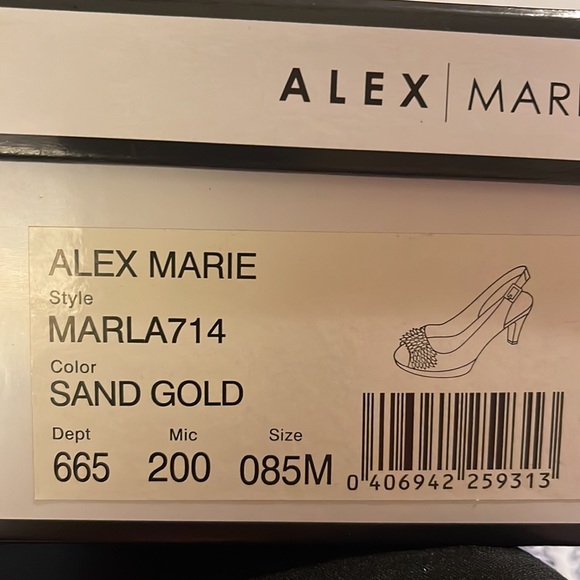 ALEX | MARI
ALEX MARIE
Style
MARLA714
Color
SAND GOLD
Dept Mic Size
665 200 085M
0 406942 259313